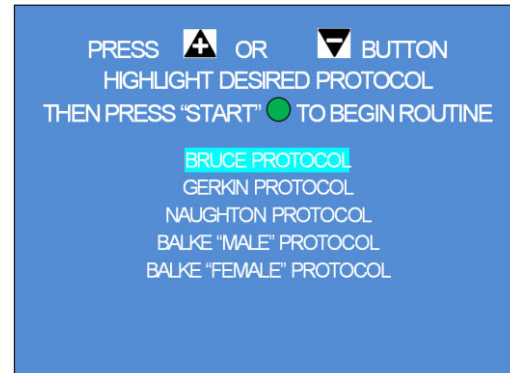 PRESS + OR − BUTTON
HIGHLIGHT DESIRED PROTOCOL
THEN PRESS “START” TO BEGIN ROUTINE
BRUCE PROTOCOL
GERKIN PROTOCOL
NAUGHTON PROTOCOL
BALKE “MALE” PROTOCOL
BALKE “FEMALE” PROTOCOL